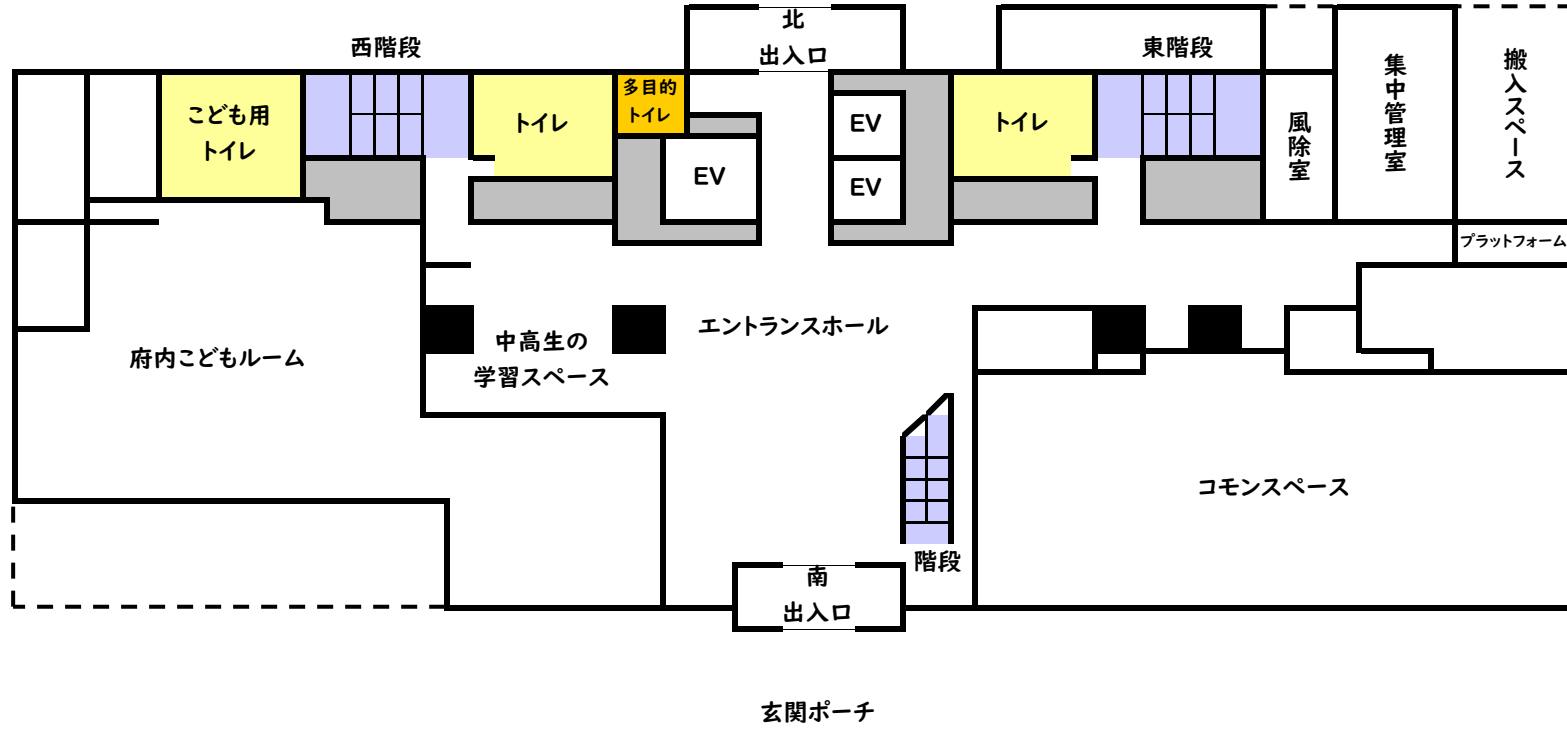 北
出入口
西階段
東階段
搬入スペース
集中管理室
多目的
トイレ
こども用
トイレ
トイレ
EV
トイレ
風除室
EV
EV
プラットフォーム
エントランスホール
中高生の
学習スペース
府内こどもルーム
コモンスペース
階段
南
出入口
玄関ポーチ